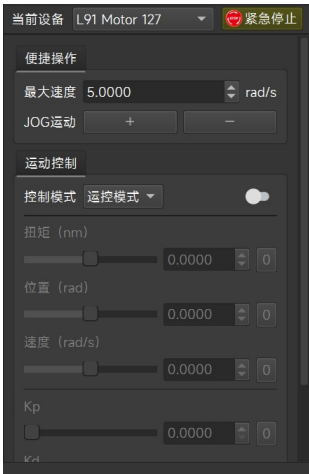 当前设备 L91 Motor 127 紧急停止
便捷操作
最大速度 5.0000 rad/s
JOG运动 + −
运动控制
控制模式 运控模式
扭矩（nm）
0.0000 0
位置（rad）
0.0000 0
速度（rad/s）
0.0000 0
Kp
0.0000 0
Kd